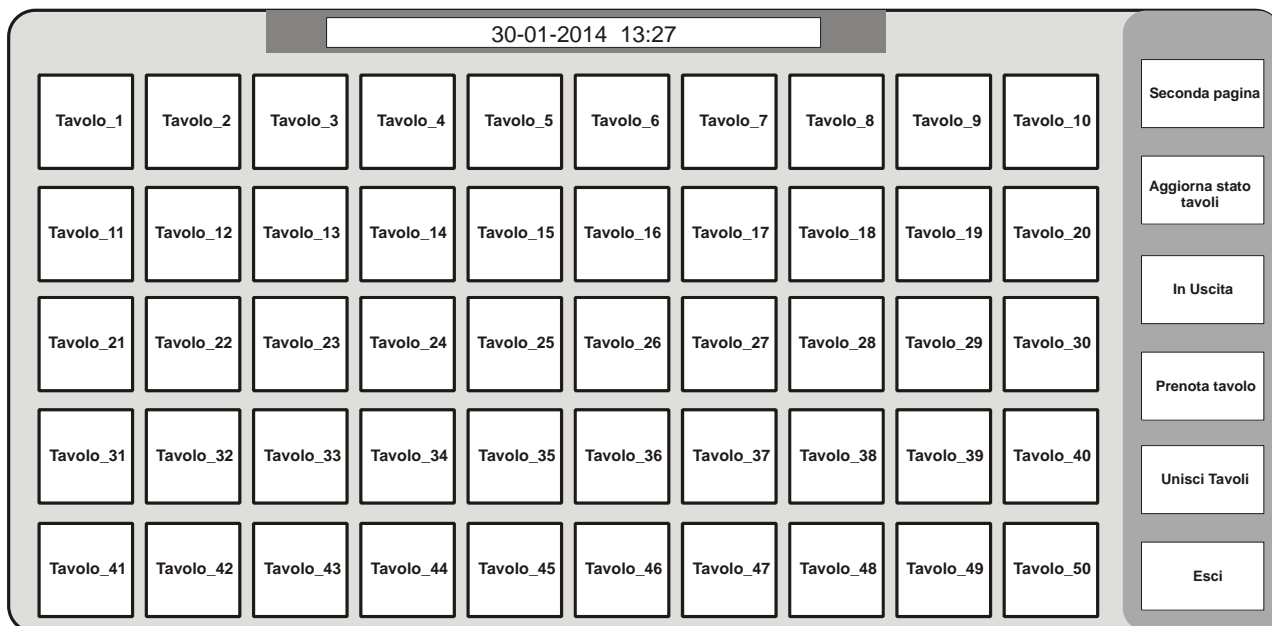 30-01-2014 13:27
Tavolo_1 Tavolo_2 Tavolo_3 Tavolo_4 Tavolo_5 Tavolo_6 Tavolo_7 Tavolo_8 Tavolo_9 Tavolo_10
Tavolo_11 Tavolo_12 Tavolo_13 Tavolo_14 Tavolo_15 Tavolo_16 Tavolo_17 Tavolo_18 Tavolo_19 Tavolo_20
Tavolo_21 Tavolo_22 Tavolo_23 Tavolo_24 Tavolo_25 Tavolo_26 Tavolo_27 Tavolo_28 Tavolo_29 Tavolo_30
Tavolo_31 Tavolo_32 Tavolo_33 Tavolo_34 Tavolo_35 Tavolo_36 Tavolo_37 Tavolo_38 Tavolo_39 Tavolo_40
Tavolo_41 Tavolo_42 Tavolo_43 Tavolo_44 Tavolo_45 Tavolo_46 Tavolo_47 Tavolo_48 Tavolo_49 Tavolo_50
Seconda pagina
Aggiorna stato
tavoli
In Uscita
Prenota tavolo
Unisci Tavoli
Esci